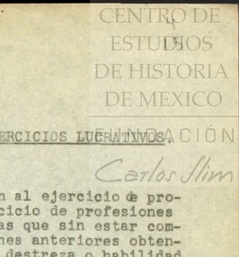 CENTRO DE
ESTUDIOS
DE HISTORIA
DE MEXICO
ERCICIOS LUCRATIVOS.
FUNDACIÓN
Carlos Slim
n al ejercicio de pro-
cicio de profesiones
as que sin estar com-
nes anteriores obten-
destreza o habilidad